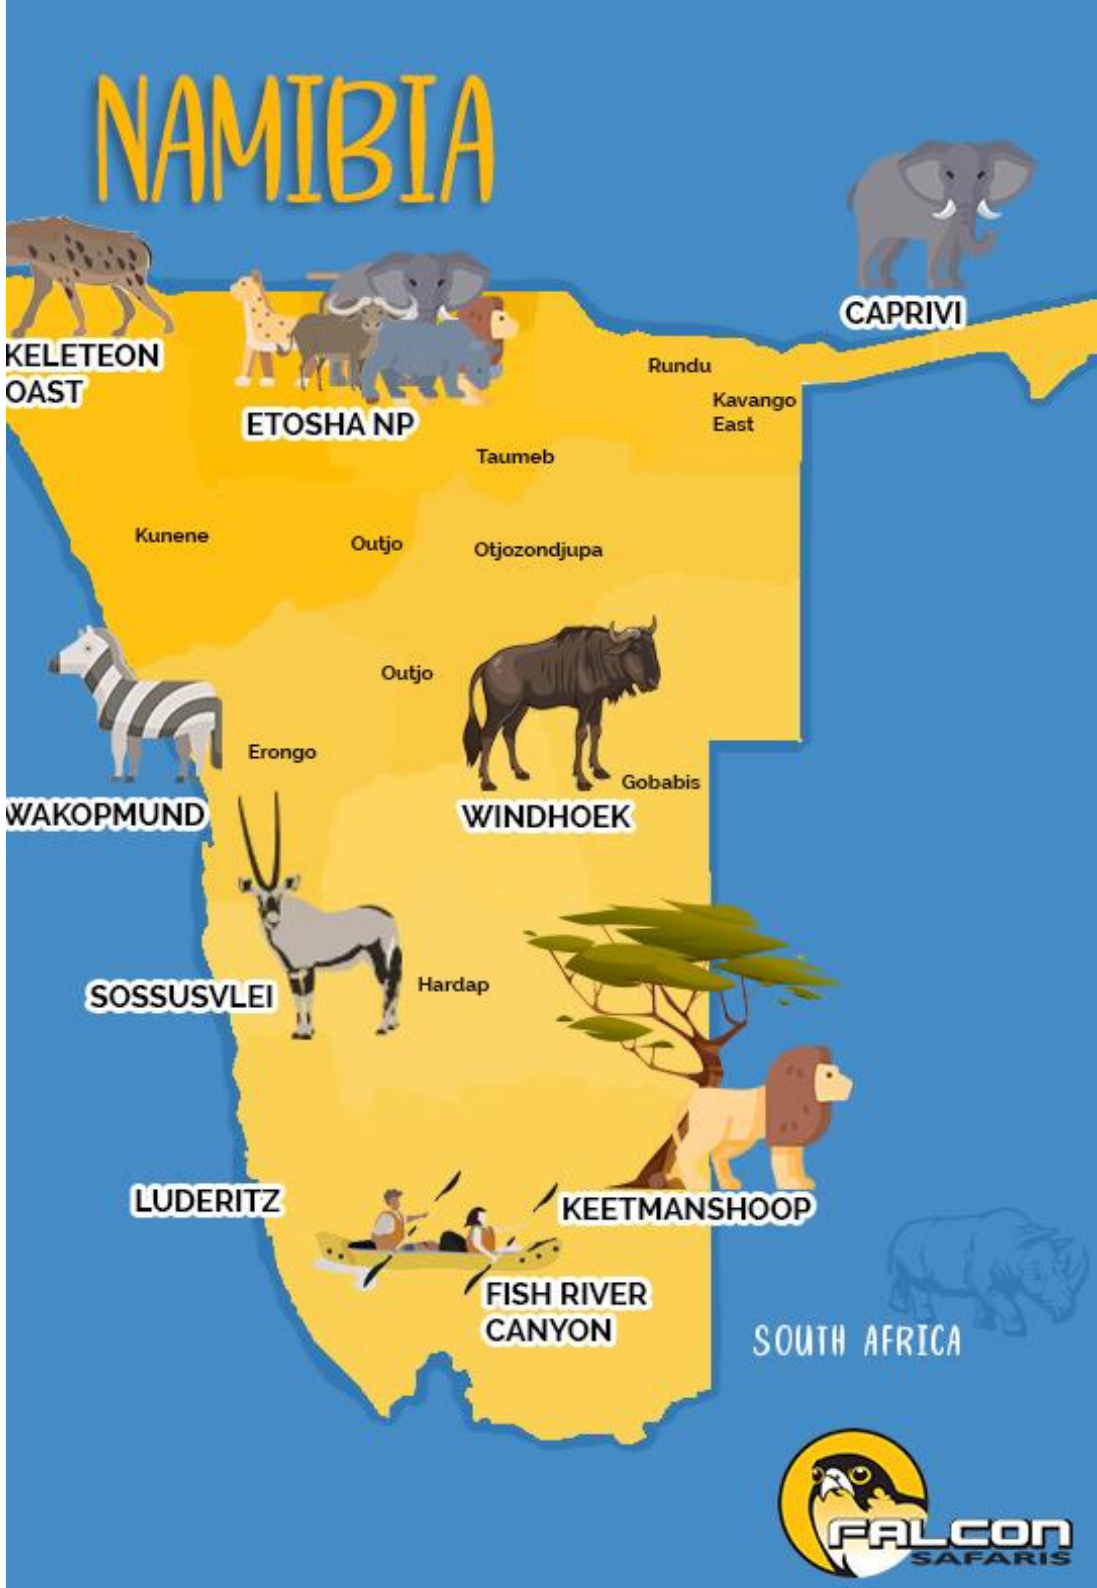 NAMIBIA
CAPRIVI
KELETEON
OAST
ETOSHA NP
Rundu
Kavango
East
Taumeb
Kunene
Outjo
Otjozondjupa
Outjo
Erongo
Gobabis
WAKOPMUND
WINDHOEK
SOSSUSVLEI
Hardap
LUDERITZ
KEETMANSHOOP
FISH RIVER
CANYON
SOUTH AFRICA
FALCON
SAFARIS